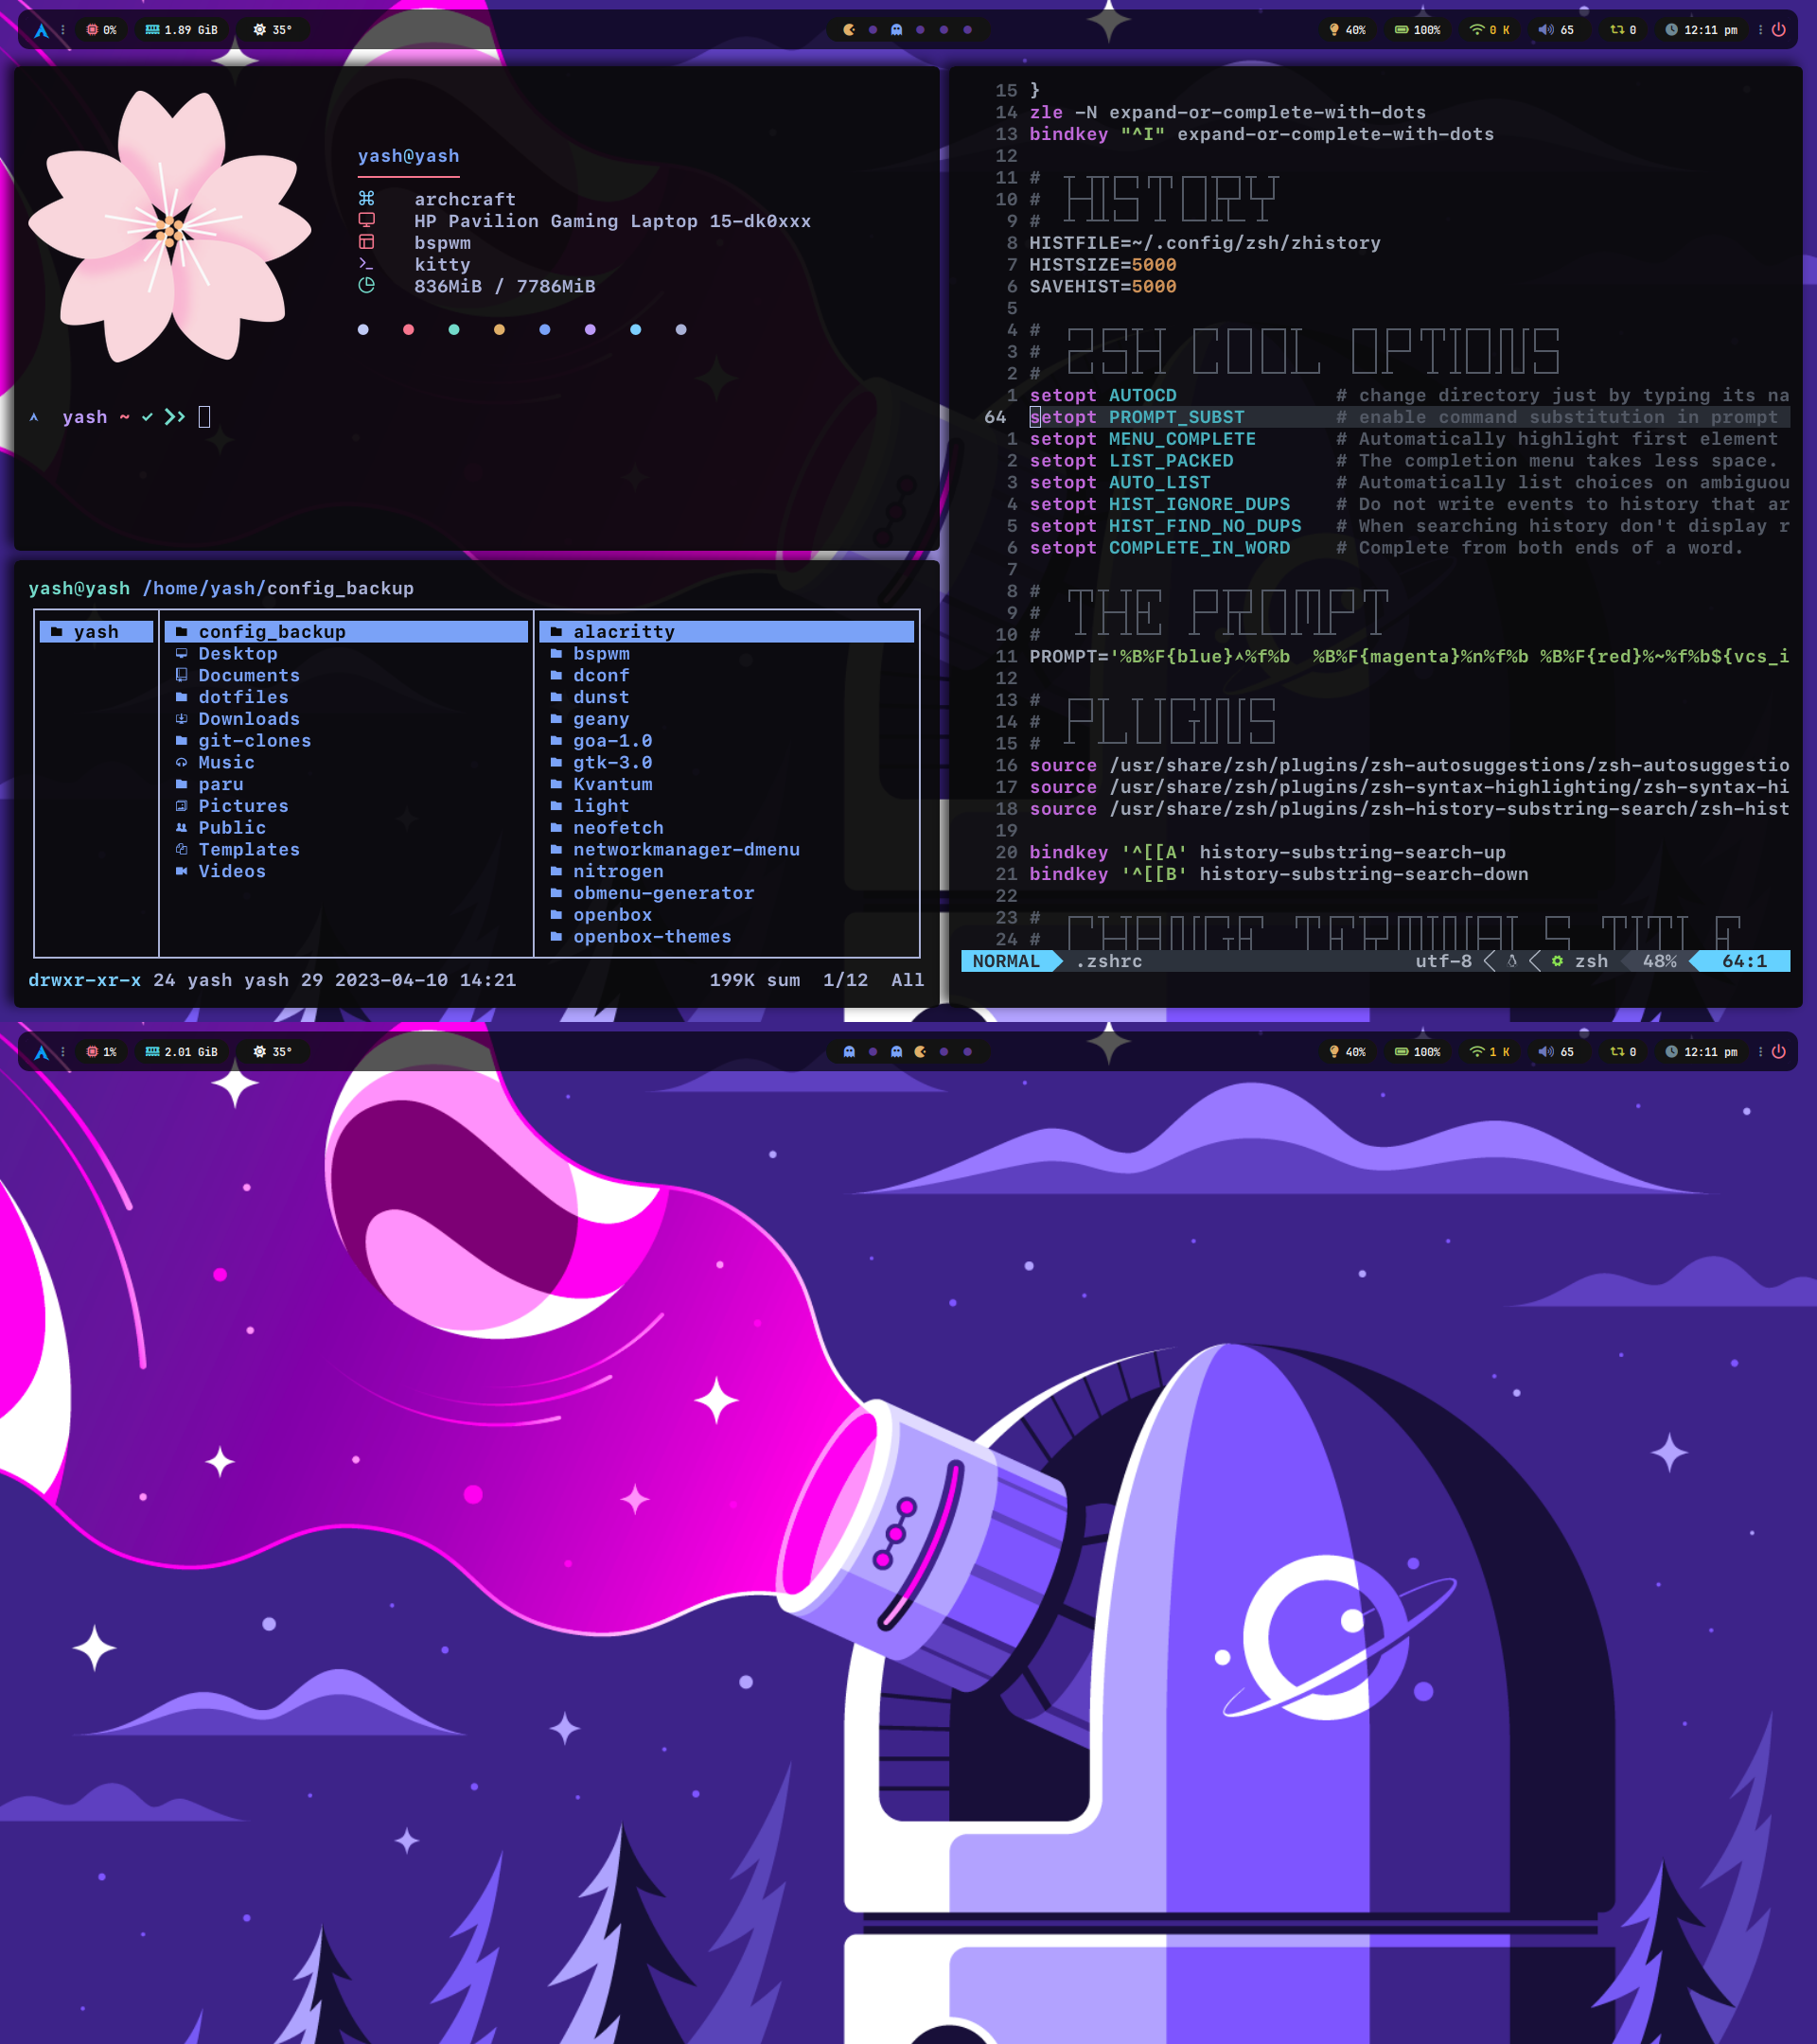 0% 1.89 GiB 35° 40% 100% 0 K 65 0 12:11 pm
yash@yash
archcraft
HP Pavilion Gaming Laptop 15-dk0xxx
bspwm
kitty
836MiB / 7786MiB
yash ~
yash@yash /home/yash/config_backup
yash config_backup alacritty
Desktop bspwm
Documents dconf
dotfiles dunst
Downloads geany
git-clones goa-1.0
Music gtk-3.0
paru Kvantum
Pictures light
Public neofetch
Templates networkmanager-dmenu
Videos nitrogen
obmenu-generator
openbox
openbox-themes
drwxr-xr-x 24 yash yash 29 2023-04-10 14:21 199K sum 1/12 All
15 }
14 zle -N expand-or-complete-with-dots
13 bindkey "^I" expand-or-complete-with-dots
12
11 #
10 # HISTORY
9 #
8 HISTFILE=~/.config/zsh/zhistory
7 HISTSIZE=5000
6 SAVEHIST=5000
5
4 #
3 # ZSH COOL OPTIONS
2 #
1 setopt AUTOCD # change directory just by typing its na
64 setopt PROMPT_SUBST # enable command substitution in prompt
1 setopt MENU_COMPLETE # Automatically highlight first element
2 setopt LIST_PACKED # The completion menu takes less space.
3 setopt AUTO_LIST # Automatically list choices on ambiguou
4 setopt HIST_IGNORE_DUPS # Do not write events to history that ar
5 setopt HIST_FIND_NO_DUPS # When searching history don't display r
6 setopt COMPLETE_IN_WORD # Complete from both ends of a word.
7
8 #
9 # THE PROMPT
10 #
11 PROMPT='%B%F{blue}^%f%b %B%F{magenta}%n%f%b %B%F{red}%~%f%b${vcs_i
12
13 #
14 # PLUGINS
15 #
16 source /usr/share/zsh/plugins/zsh-autosuggestions/zsh-autosuggestio
17 source /usr/share/zsh/plugins/zsh-syntax-highlighting/zsh-syntax-hi
18 source /usr/share/zsh/plugins/zsh-history-substring-search/zsh-hist
19
20 bindkey '^[[A' history-substring-search-up
21 bindkey '^[[B' history-substring-search-down
22
23 # CHANGE TERMINALS TITLE
24 #
NORMAL .zshrc utf-8 zsh 48% 64:1
1% 2.01 GiB 35° 40% 100% 1 K 65 0 12:11 pm